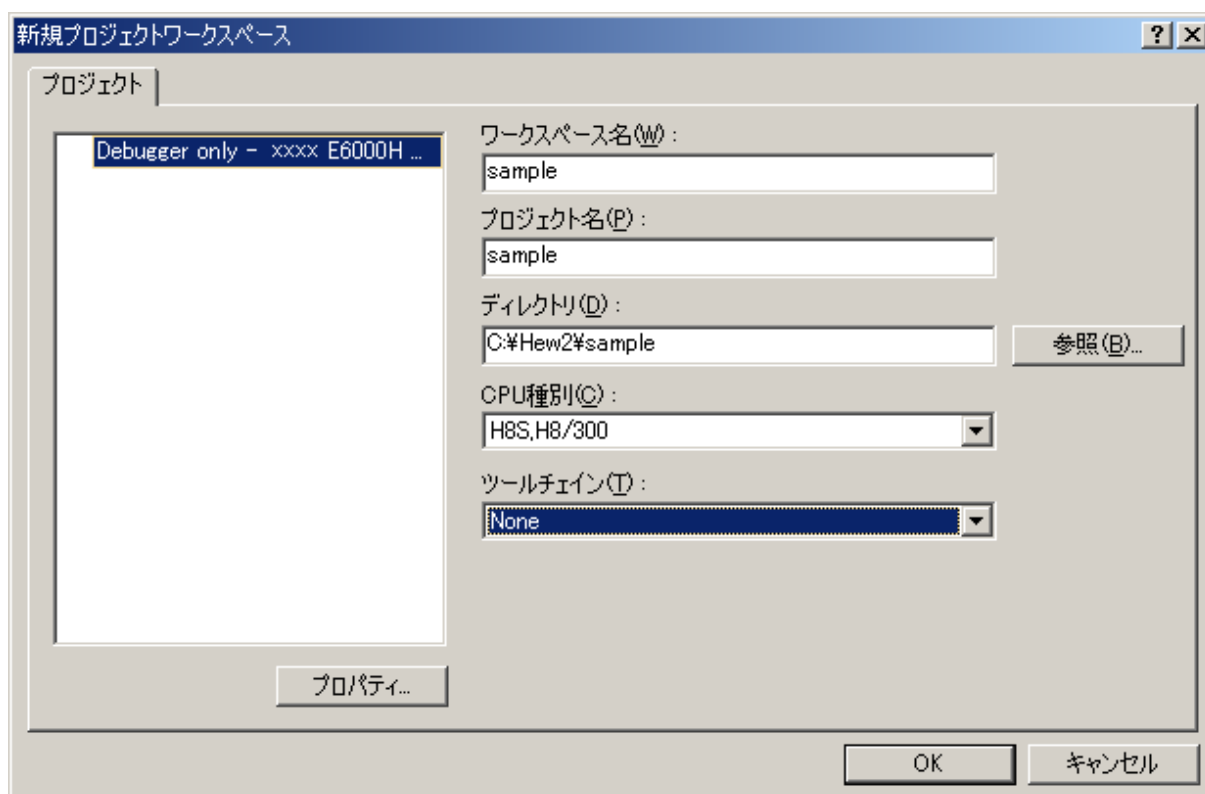 新規プロジェクトワークスペース
プロジェクト
Debugger only - xxxx E6000H ...
ワークスペース名(W) :
sample
プロジェクト名(P) :
sample
ディレクトリ(D) :
C:¥Hew2¥sample
参照(B)...
CPU種別(C) :
H8S,H8/300
ツールチェイン(T) :
None
プロパティ...
OK
キャンセル